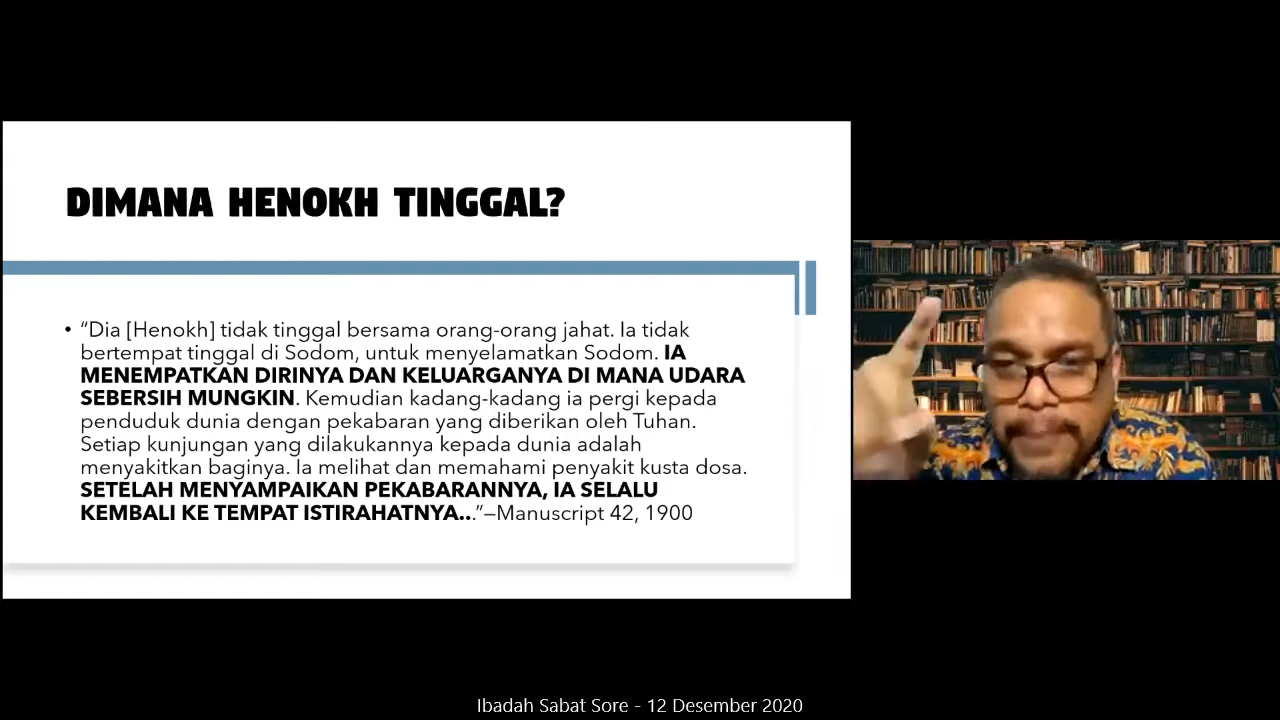 DIMANA HENOKH TINGGAL?
• “Dia [Henokh] tidak tinggal bersama orang-orang jahat. Ia tidak
bertempat tinggal di Sodom, untuk menyelamatkan Sodom. IA
MENEMPATKAN DIRINYA DAN KELUARGANYA DI MANA UDARA
SEBERSIH MUNGKIN. Kemudian kadang-kadang ia pergi kepada
penduduk dunia dengan pekabaran yang diberikan oleh Tuhan.
Setiap kunjungan yang dilakukannya kepada dunia adalah
menyakitkan baginya. Ia melihat dan memahami penyakit kusta dosa.
SETELAH MENYAMPAIKAN PEKABARANNYA, IA SELALU
KEMBALI KE TEMPAT ISTIRAHATNYA...”—Manuscript 42, 1900
Ibadah Sabat Sore - 12 Desember 2020